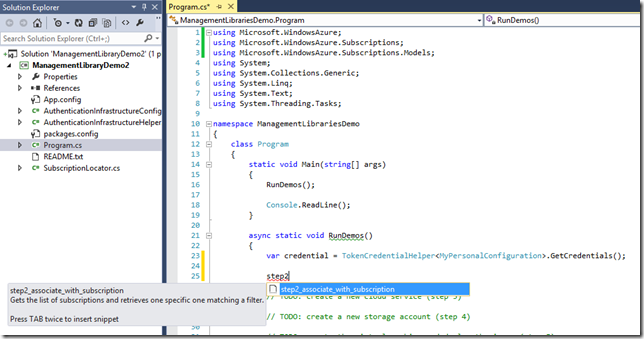 Solution Explorer
Search Solution Explorer (Ctrl+;)
Solution 'ManagementLibraryDemo2' (1 p
ManagementLibraryDemo2
Properties
References
App.config
AuthenticationInfrastructureConfig
AuthenticationInfrastructureHelper
packages.config
Program.cs
README.txt
SubscriptionLocator.cs
Program.cs*
ManagementLibrariesDemo.Program
RunDemos()
1 using Microsoft.WindowsAzure;
2 using Microsoft.WindowsAzure.Subscriptions;
3 using Microsoft.WindowsAzure.Subscriptions.Models;
4 using System;
5 using System.Collections.Generic;
6 using System.Linq;
7 using System.Text;
8 using System.Threading.Tasks;
9
10 namespace ManagementLibrariesDemo
11 {
12 class Program
13 {
14 static void Main(string[] args)
15 {
16 RunDemos();
17
18 Console.ReadLine();
19 }
20
21 async static void RunDemos()
22 {
23 var credential = TokenCredentialHelper<MyPersonalConfiguration>.GetCredentials();
24
25 step2
step2_associate_with_subscription
// TODO: create a new cloud service (step 3)
// TODO: create a new storage account (step 4)
step2_associate_with_subscription
Gets the list of subscriptions and retrieves one specific one matching a filter.
Press TAB twice to insert snippet